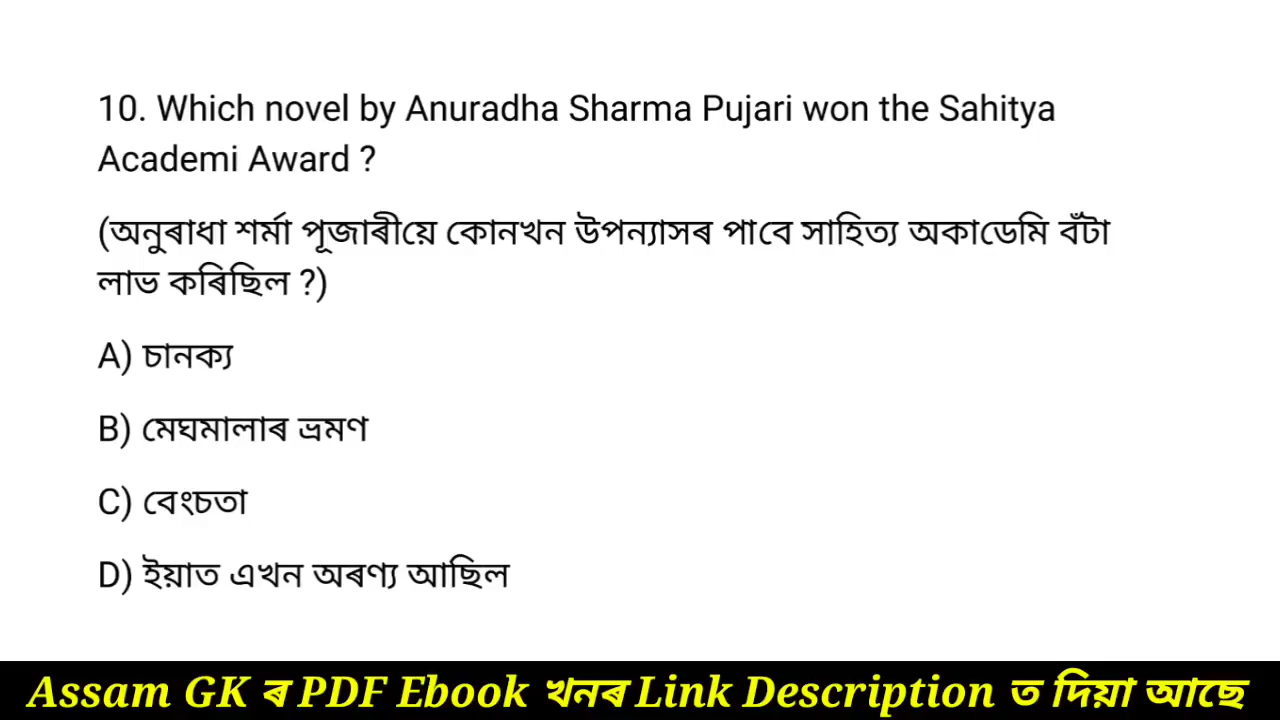 10. Which novel by Anuradha Sharma Pujari won the Sahitya
Academi Award ?
(অনুৰাধা শৰ্মা পূজাৰীয়ে কোনখন উপন্যাসৰ পাবে সাহিত্য অকাডেমি বঁটা
লাভ কৰিছিল ?)
A) চানক্য
B) মেঘমালাৰ ভ্ৰমণ
C) বেংচতা
D) ইয়াত এখন অৰণ্য আছিল
Assam GK ৰ PDF Ebook খনৰ Link Description ত দিয়া আছে